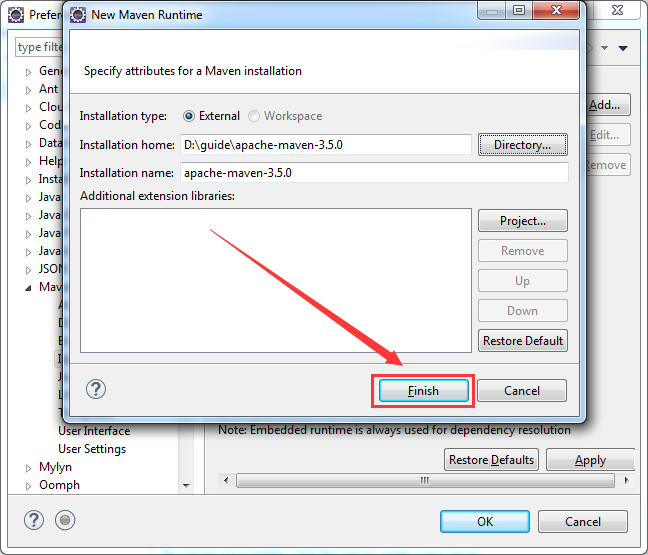 Prefer
New Maven Runtime
type filte
Specify attributes for a Maven installation
Installation type: External Workspace
Installation home: D:\guide\apache-maven-3.5.0 Directory...
Installation name: apache-maven-3.5.0
Additional extension libraries:
Project...
Remove
Up
Down
Restore Default
Finish Cancel
Gene
Ant
Clou
Cod
Data
Help
Insta
Java
Java
Java
Java
JSON
Mav
User Interface
User Settings
Mylyn
Oomph
Add...
Edit...
Remove
Note: Embedded runtime is always used for dependency resolution
Restore Defaults Apply
OK Cancel